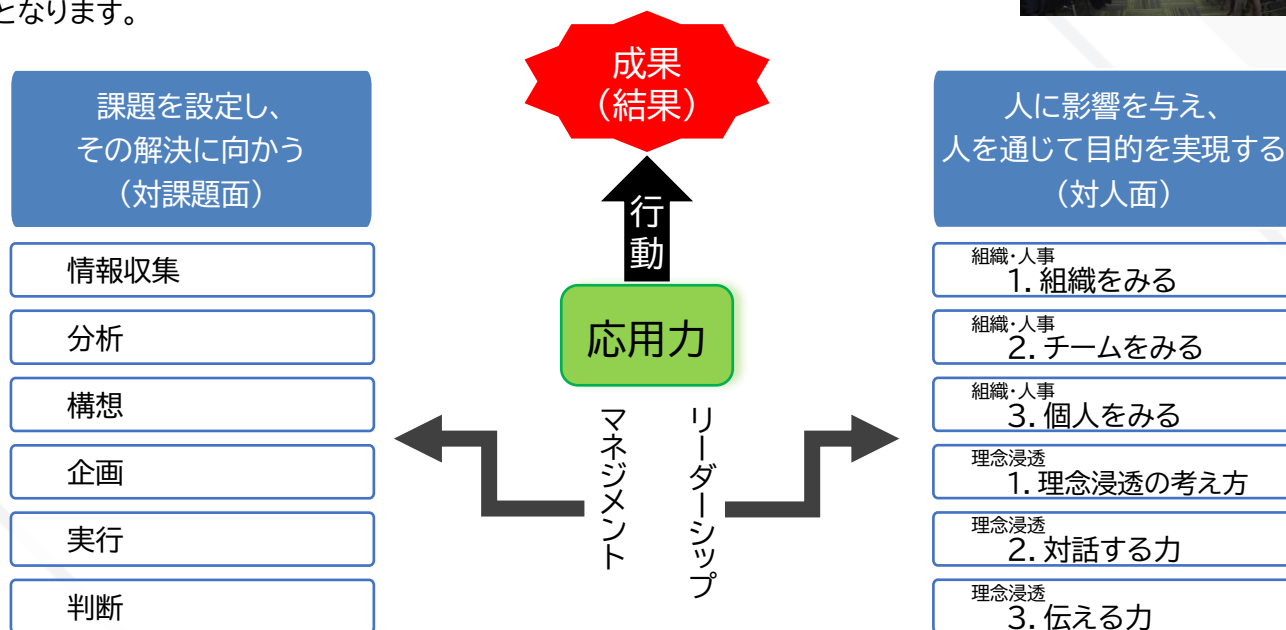 となります。
成果
（結果）
行動
応用力
マネジメント
リーダーシップ
課題を設定し、
その解決に向かう
（対課題面）
情報収集
分析
構想
企画
実行
判断
人に影響を与え、
人を通じて目的を実現する
（対人面）
組織・人事
1. 組織をみる
組織・人事
2. チームをみる
組織・人事
3. 個人をみる
理念浸透
1. 理念浸透の考え方
理念浸透
2. 対話する力
理念浸透
3. 伝える力